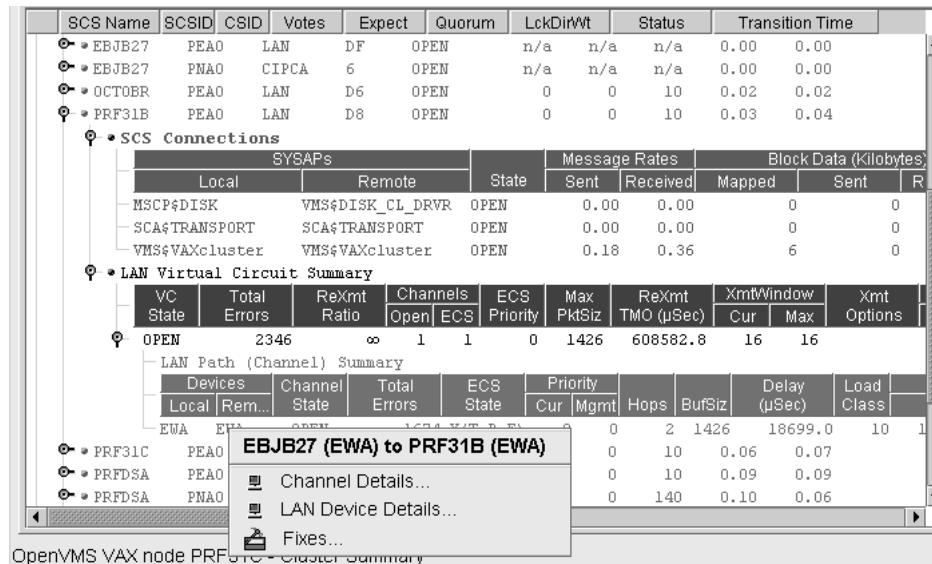 SCS Name SCSID CSID Votes Expect Quorum LckDirWt Status Transition Time
EBJB27 PEA0 LAN DF OPEN n/a n/a n/a 0.00 0.00
EBJB27 PNA0 CIPCA 6 OPEN n/a n/a n/a 0.00 0.00
OCTOBR PEA0 LAN D6 OPEN 0 0 10 0.02 0.02
PRF31B PEA0 LAN D8 OPEN 0 0 10 0.03 0.04
SCS Connections
SYSAPs State Message Rates Block Data (Kilobytes)
Local Remote Sent Received Mapped Sent R
MSCP$DISK VMS$DISK_CL_DRVR OPEN 0.00 0.00 0 0
SCA$TRANSPORT SCA$TRANSPORT OPEN 0.00 0.00 0 0
VMS$VAXcluster VMS$VAXcluster OPEN 0.18 0.36 6 0
LAN Virtual Circuit Summary
VC Total ReXmt Channels ECS Max ReXmt XmtWindow Xmt
State Errors Ratio Open ECS Priority PktSiz TMO (µSec) Cur Max Options
OPEN 2346 ∞ 1 1 0 1426 608582.8 16 16
LAN Path (Channel) Summary
Devices Channel Total ECS Priority Hops BufSiz Delay Load
Local Rem... State Errors State Cur Mgmt (µSec) Class
EWA 0 2 1426 18699.0 10 1
PRF31C PEA0 0 10 0.06 0.07
PRFDSA PEA0 0 10 0.09 0.09
PRFDSA PNA0 0 140 0.10 0.06
EBJB27 (EWA) to PRF31B (EWA)
Channel Details...
LAN Device Details...
Fixes...
OpenVMS VAX node PRF31C - Cluster Summary